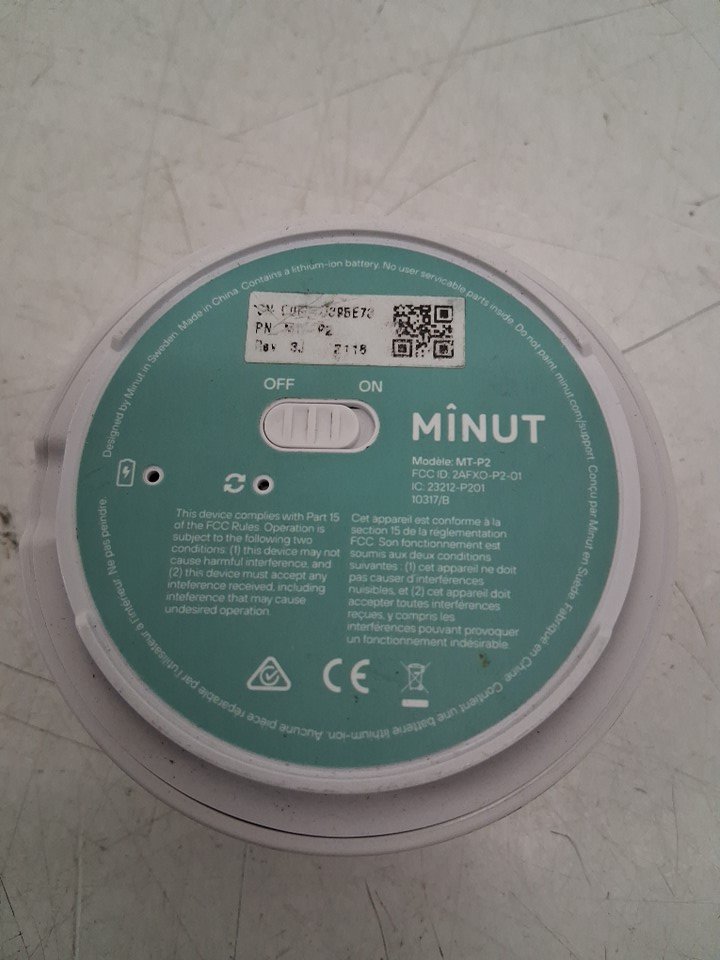 Designed by Minut in Sweden. Made in China. Contains a lithium-ion battery. No user servicable parts inside. Do not paint. minut.com/support
PN P2
Rev 3J 2118
OFF ON
MÎNUT
Modèle: MT-P2
FCC ID: 2AFXO-P2-01
IC: 23212-P201
10317/B
This device complies with Part 15
of the FCC Rules. Operation is
subject to the following two
conditions: (1) this device may not
cause harmful interference, and
(2) this device must accept any
interference received, including
interference that may cause
undesired operation.
Cet appareil est conforme à la
section 15 de la réglementation
FCC. Son fonctionnement est
soumis aux deux conditions
suivantes : (1) cet appareil ne doit
pas causer d'interférences
nuisibles, et (2) cet appareil doit
accepter toutes interférences
reçues, y compris les
interférences pouvant provoquer
un fonctionnement indésirable.
CE
Conçu par Minut en Suède. Fabriqué en Chine. Contient une batterie lithium-ion. Aucune pièce réparable par l'utilisateur à l'intérieur. Ne pas peindre.